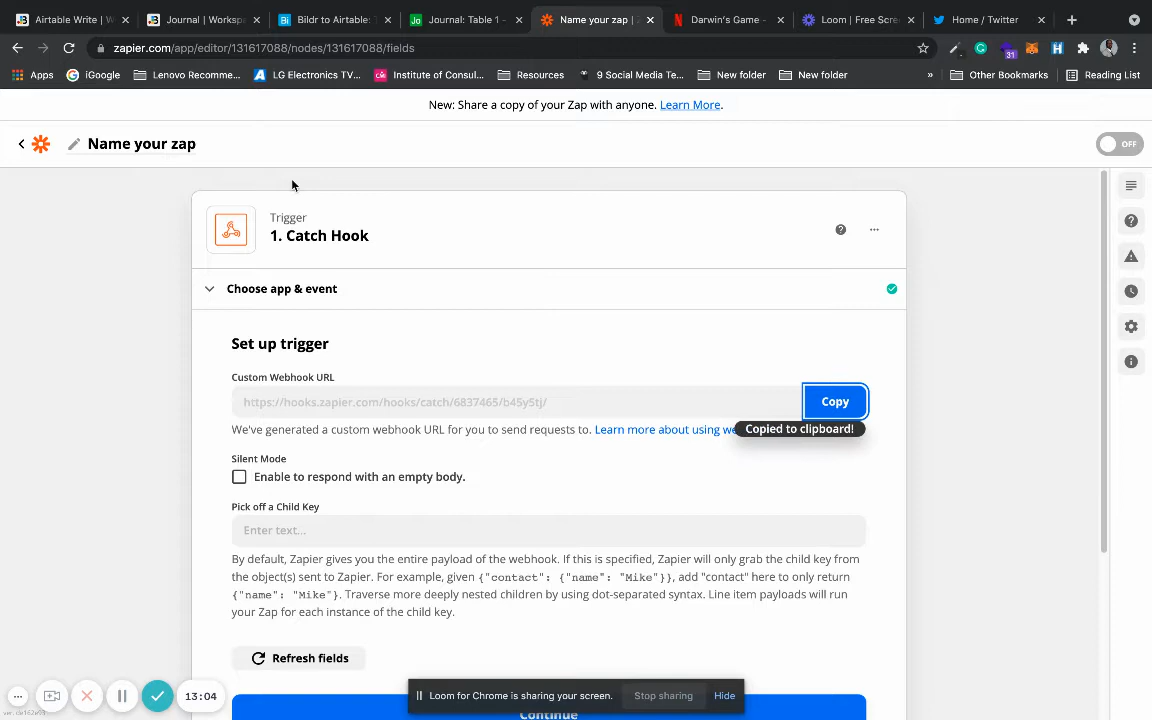 Airtable Write | W
Journal | Workspa
Bildr to Airtable: T
Journal: Table 1 -
Name your zap |
Darwin's Game -
Loom | Free Scre
Home / Twitter
zapier.com/app/editor/131617088/nodes/131617088/fields
31
Apps
iGoogle
Lenovo Recomme...
LG Electronics TV...
Institute of Consul...
Resources
9 Social Media Te...
New folder
New folder
»
Other Bookmarks
Reading List
New: Share a copy of your Zap with anyone. Learn More.
Name your zap
OFF
Trigger
1. Catch Hook
Choose app & event
Set up trigger
Custom Webhook URL
https://hooks.zapier.com/hooks/catch/6837465/b45y5tj/
Copy
We've generated a custom webhook URL for you to send requests to. Learn more about using we
Copied to clipboard!
Silent Mode
Enable to respond with an empty body.
Pick off a Child Key
Enter text...
By default, Zapier gives you the entire payload of the webhook. If this is specified, Zapier will only grab the child key from
the object(s) sent to Zapier. For example, given {"contact": {"name": "Mike"}}, add "contact" here to only return
{"name": "Mike"}. Traverse more deeply nested children by using dot-separated syntax. Line item payloads will run
your Zap for each instance of the child key.
Refresh fields
13:04
Loom for Chrome is sharing your screen.
Stop sharing
Hide
Continue